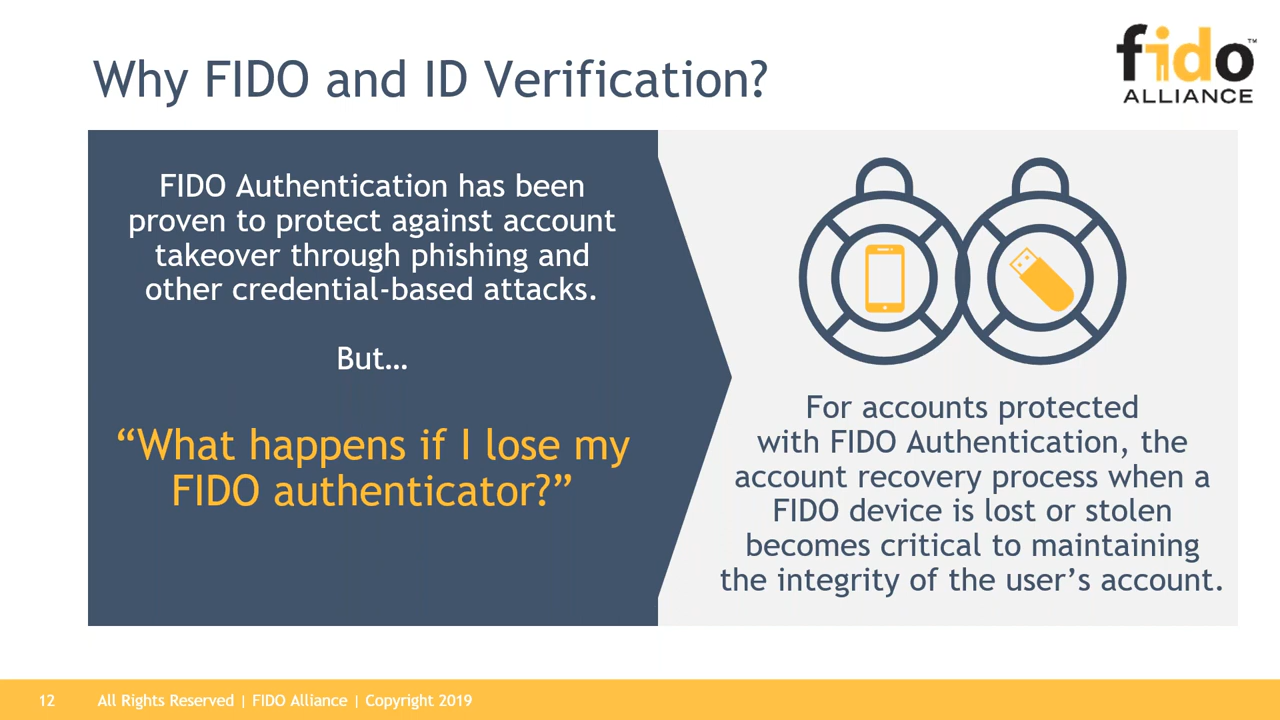 Why FIDO and ID Verification?
fido™
ALLIANCE
FIDO Authentication has been
proven to protect against account
takeover through phishing and
other credential-based attacks.
But…
“What happens if I lose my
FIDO authenticator?”
For accounts protected
with FIDO Authentication, the
account recovery process when a
FIDO device is lost or stolen
becomes critical to maintaining
the integrity of the user’s account.
12 All Rights Reserved | FIDO Alliance | Copyright 2019